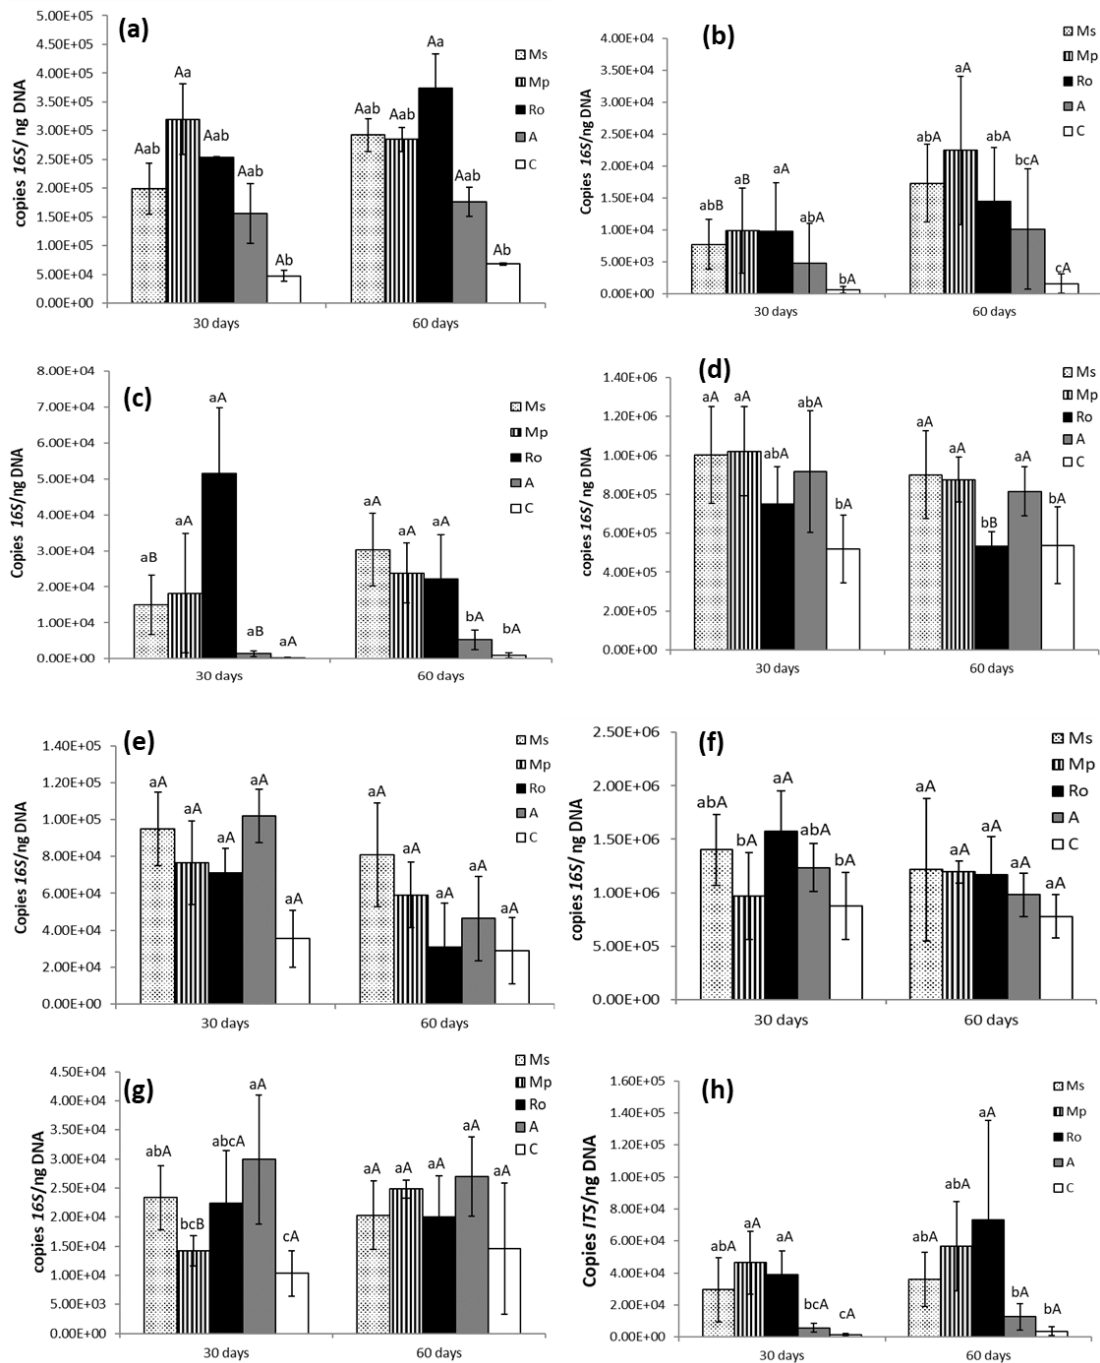 (a)
copies 16S/ ng DNA
5.00E+05
4.50E+05
4.00E+05
3.50E+05
3.00E+05
2.50E+05
2.00E+05
1.50E+05
1.00E+05
5.00E+04
0.00E+00
Aab Aa Aab Aab Ab
Aab Aab Aa Aab Ab
30 days 60 days
Ms
Mp
Ro
A
C
(b)
Copies 16S/ng DNA
4.00E+04
3.50E+04
3.00E+04
2.50E+04
2.00E+04
1.50E+04
1.00E+04
5.00E+03
0.00E+00
abB aB aA abA bA
abA aA abA bcA cA
30 days 60 days
Ms
Mp
Ro
A
C
(c)
Copies 16S/ng DNA
8.00E+04
7.00E+04
6.00E+04
5.00E+04
4.00E+04
3.00E+04
2.00E+04
1.00E+04
0.00E+00
aB aA aA aB aA
aA aA aA bA bA
30 days 60 days
Ms
Mp
Ro
A
C
(d)
copies 16S/ ng DNA
1.40E+06
1.20E+06
1.00E+06
8.00E+05
6.00E+05
4.00E+05
2.00E+05
0.00E+00
aA aA abA abA bA
aA aA bB aA bA
30 days 60 days
Ms
Mp
Ro
A
C
(e)
Copies 16S/ng DNA
1.40E+05
1.20E+05
1.00E+05
8.00E+04
6.00E+04
4.00E+04
2.00E+04
0.00E+00
aA aA aA aA aA
aA aA aA aA aA
30 days 60 days
Ms
Mp
Ro
A
C
(f)
copies 16S/ ng DNA
2.50E+06
2.00E+06
1.50E+06
1.00E+06
5.00E+05
0.00E+00
abA bA aA abA bA
aA aA aA aA aA
30 days 60 days
Ms
Mp
Ro
A
C
(g)
copies 16S/ng DNA
4.50E+04
4.00E+04
3.50E+04
3.00E+04
2.50E+04
2.00E+04
1.50E+04
1.00E+04
5.00E+03
0.00E+00
abA bcB abcA aA cA
aA aA aA aA aA
30 days 60 days
Ms
Mp
Ro
A
C
(h)
Copies ITS/ng DNA
1.60E+05
1.40E+05
1.20E+05
1.00E+05
8.00E+04
6.00E+04
4.00E+04
2.00E+04
0.00E+00
abA aA aA bcA cA
abA abA aA bA bA
30 days 60 days
Ms
Mp
Ro
A
C